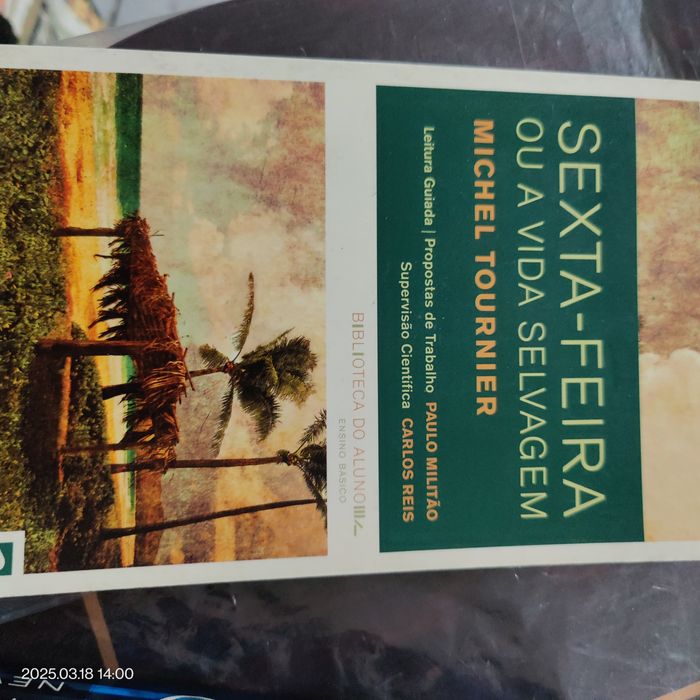 SEXTA-FEIRA
OU A VIDA SELVAGEM
MICHEL TOURNIER
Leitura Guiada | Propostas de Trabalho PAULO MILITÃO
Supervisão Científica CARLOS REIS
BIBLIOTECA DO ALUNO
ENSINO BÁSICO
2025.03.18 14:00